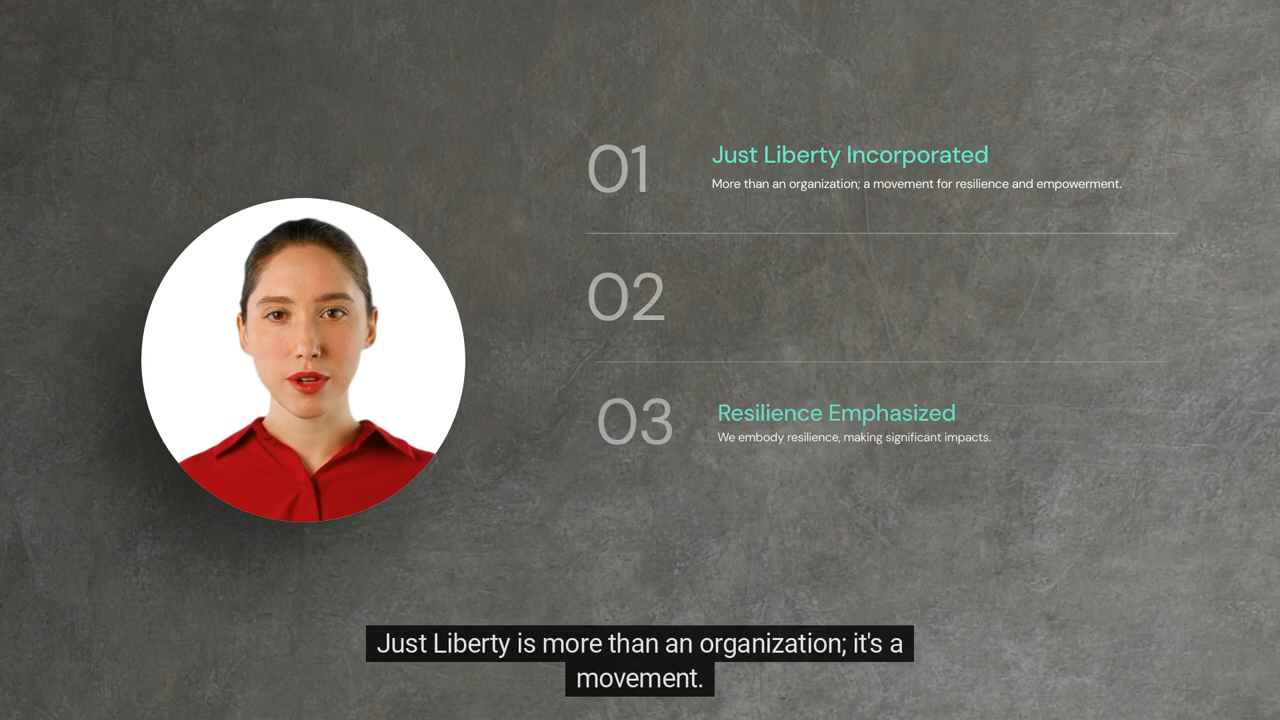 01
Just Liberty Incorporated
More than an organization; a movement for resilience and empowerment.
02
03
Resilience Emphasized
We embody resilience, making significant impacts.
Just Liberty is more than an organization; it's a
movement.